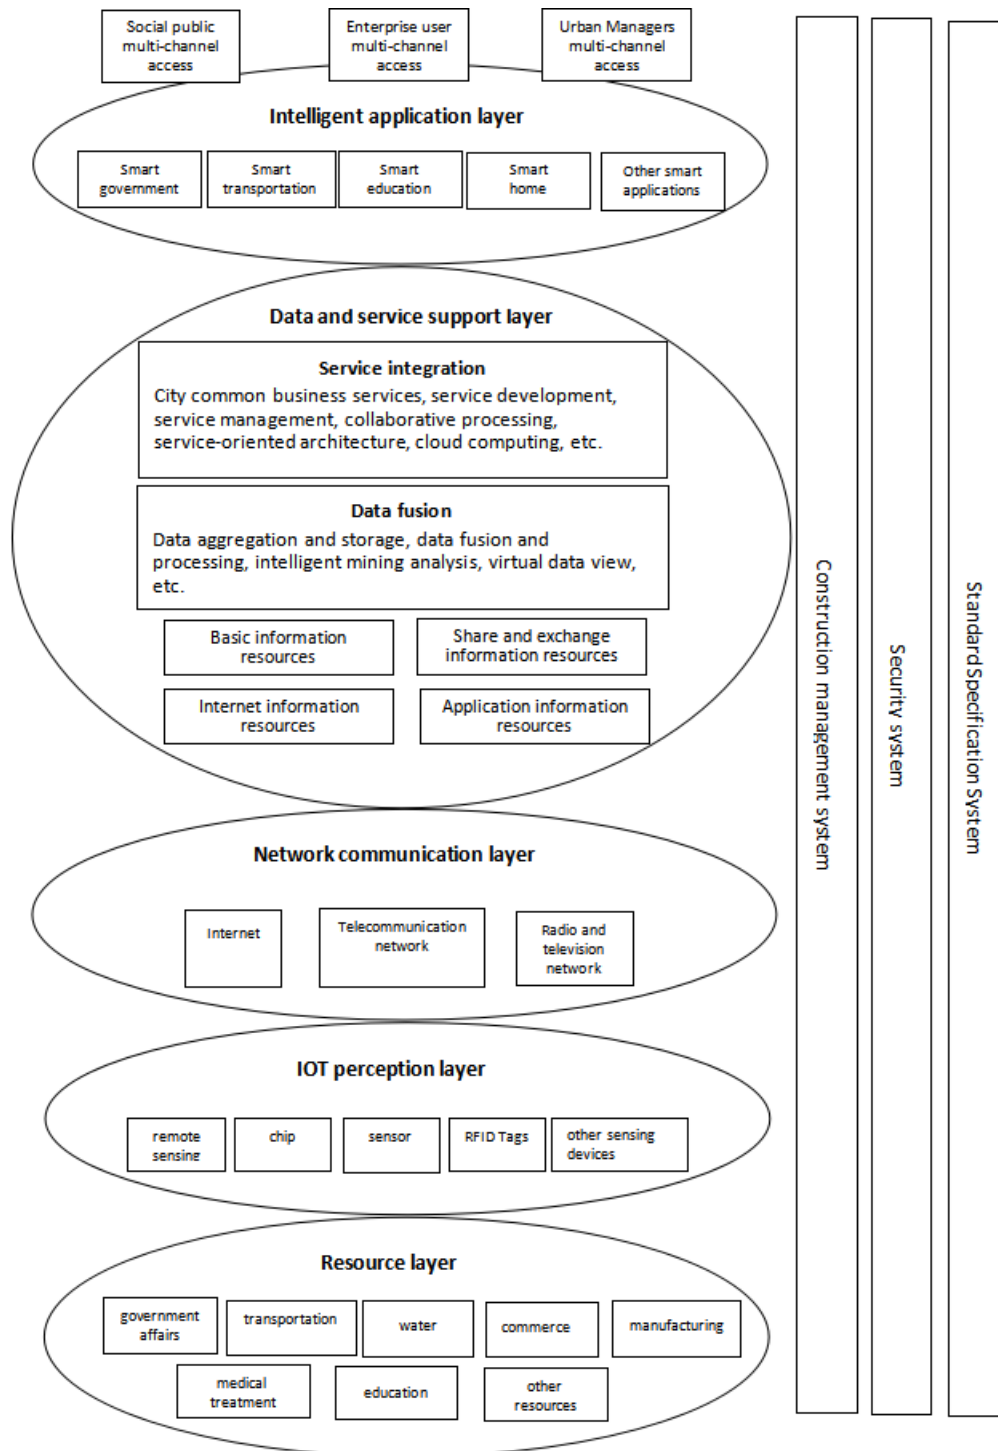 Social public
multi-channel
access
Enterprise user
multi-channel
access
Urban Managers
multi-channel
access
Intelligent application layer
Smart
government
Smart
transportation
Smart
education
Smart
home
Other smart
applications
Data and service support layer
Service integration
City common business services, service development,
service management, collaborative processing,
service-oriented architecture, cloud computing, etc.
Data fusion
Data aggregation and storage, data fusion and
processing, intelligent mining analysis, virtual data view,
etc.
Basic information
resources
Share and exchange
information resources
Internet information
resources
Application information
resources
Network communication layer
Internet
Telecommunication
network
Radio and
television
network
IOT perception layer
remote
sensing
chip
sensor
RFID Tags
other sensing
devices
Resource layer
government
affairs
transportation
water
commerce
manufacturing
medical
treatment
education
other
resources
Construction management system
Security system
Standard Specification System